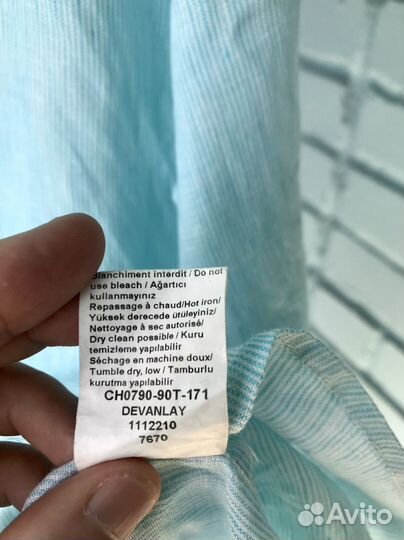 Blanchiment interdit / Do not
use bleach / Ağartıcı
kullanmayınız
Repassage à chaud/Hot iron/
Yüksek derecede ütüleyiniz/
Nettoyage à sec autorisé/
Dry clean possible / Kuru
temizleme yapılabilir
Séchage en machine doux/
Tumble dry, low / Tamburlu
kurutma yapılabilir
CH0790-90T-171
DEVANLAY
1112210
7670
Avito